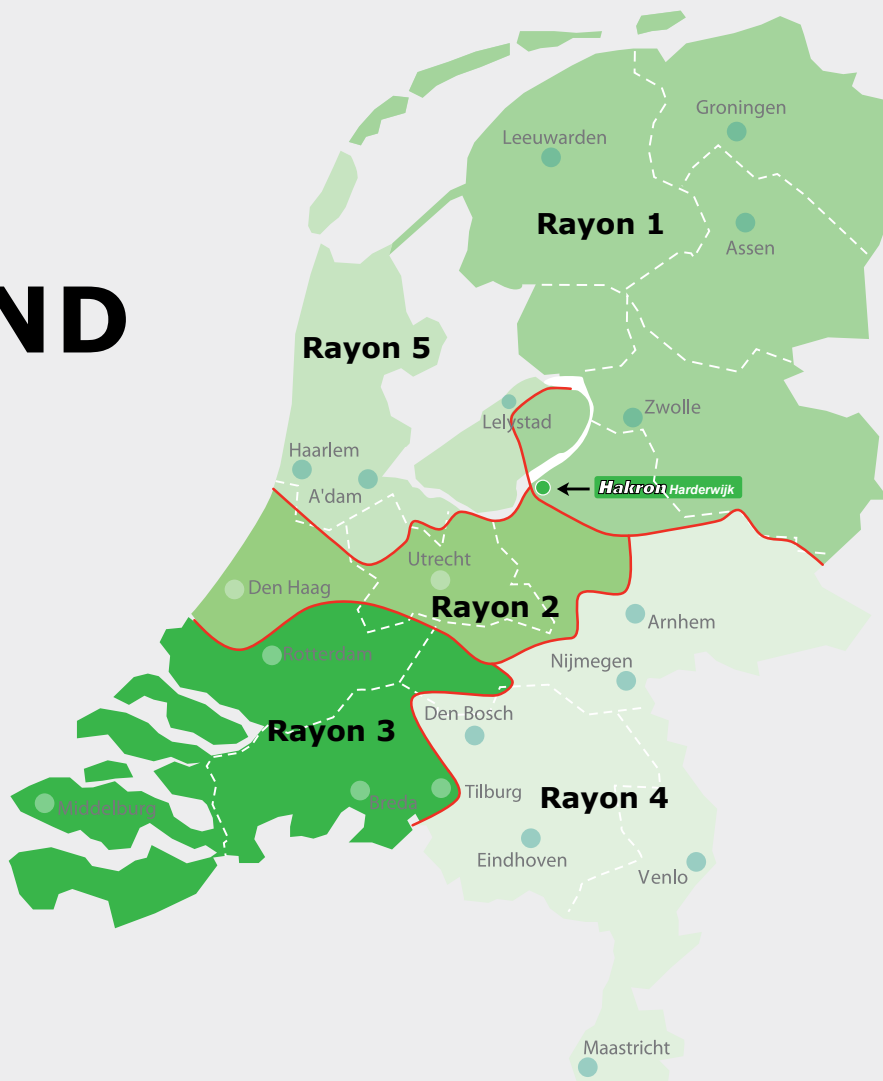 Groningen
Leeuwarden
Rayon 1
Assen
ND
Rayon 5
Lelystad
Zwolle
Haarlem
A'dam
Hakron Harderwijk
Utrecht
Den Haag
Rayon 2
Arnhem
Rotterdam
Nijmegen
Den Bosch
Rayon 3
Tilburg
Rayon 4
Breda
Middelburg
Eindhoven
Venlo
Maastricht